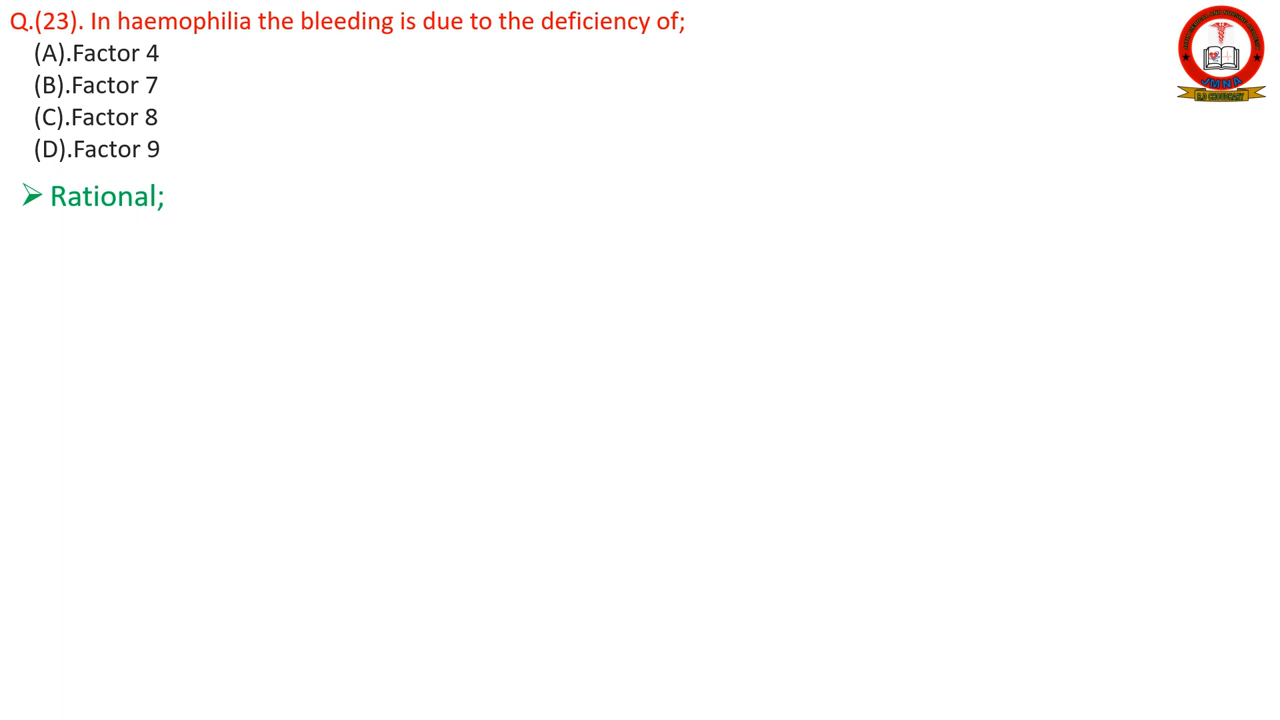 Q.(23). In haemophilia the bleeding is due to the deficiency of;
(A).Factor 4
(B).Factor 7
(C).Factor 8
(D).Factor 9
➢ Rational;
JMNA